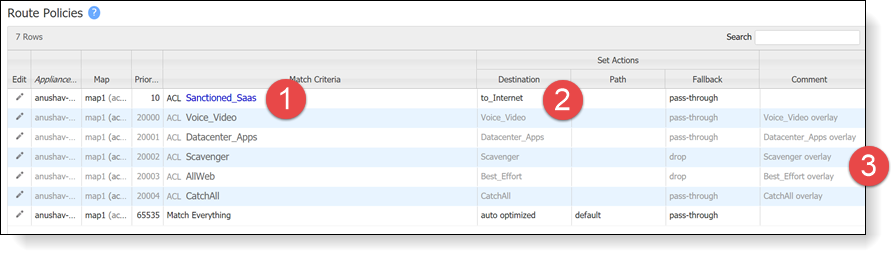 Route Policies ?
7 Rows Search
Set Actions
Edit Appliance... Map Prior... Match Criteria Destination Path Fallback Comment
anushav-... map1 (ac... 10 ACL Sanctioned_Saas 1 to_Internet 2 pass-through
anushav-... map1 (ac... 20000 ACL Voice_Video Voice_Video pass-through Voice_Video overlay
anushav-... map1 (ac... 20001 ACL Datacenter_Apps Datacenter_Apps pass-through Datacenter_Apps overlay
anushav-... map1 (ac... 20002 ACL Scavenger Scavenger drop Scavenger overlay 3
anushav-... map1 (ac... 20003 ACL AllWeb Best_Effort drop Best_Effort overlay
anushav-... map1 (ac... 20004 ACL CatchAll CatchAll pass-through CatchAll overlay
anushav-... map1 (ac... 65535 Match Everything auto optimized default pass-through